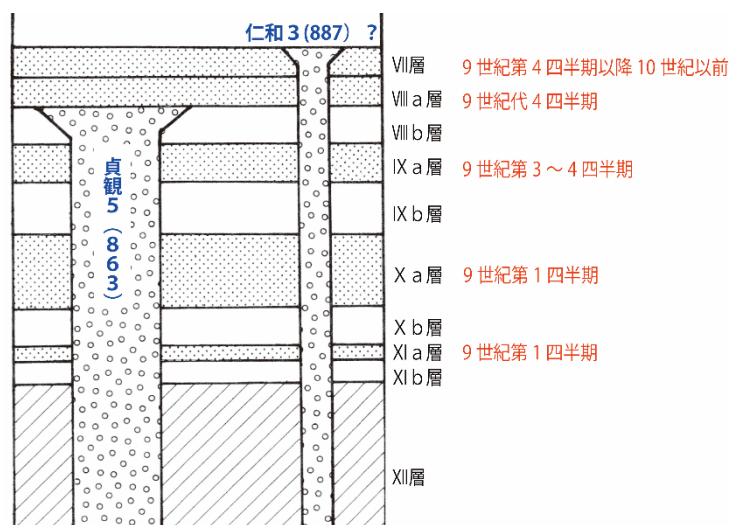 仁和３(887) ？
Ⅶ層 ９世紀第４四半期以降10世紀以前
Ⅷａ層 ９世紀代４四半期
Ⅷｂ層
貞観５（８６３）
Ⅸａ層 ９世紀第３～４四半期
Ⅸｂ層
Ⅹａ層 ９世紀第１四半期
Ⅹｂ層
Ⅺａ層 ９世紀第１四半期
Ⅺｂ層
Ⅻ層